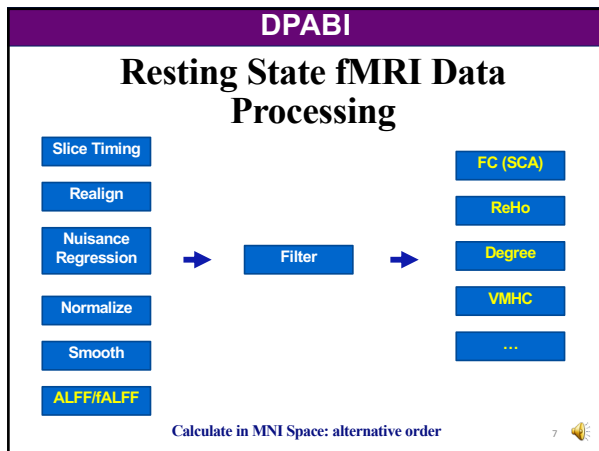 DPABI
Resting State fMRI Data
Processing
Slice Timing
Realign
Nuisance
Regression
Normalize
Smooth
ALFF/fALFF
Filter
FC (SCA)
ReHo
Degree
VMHC
…
Calculate in MNI Space: alternative order
7